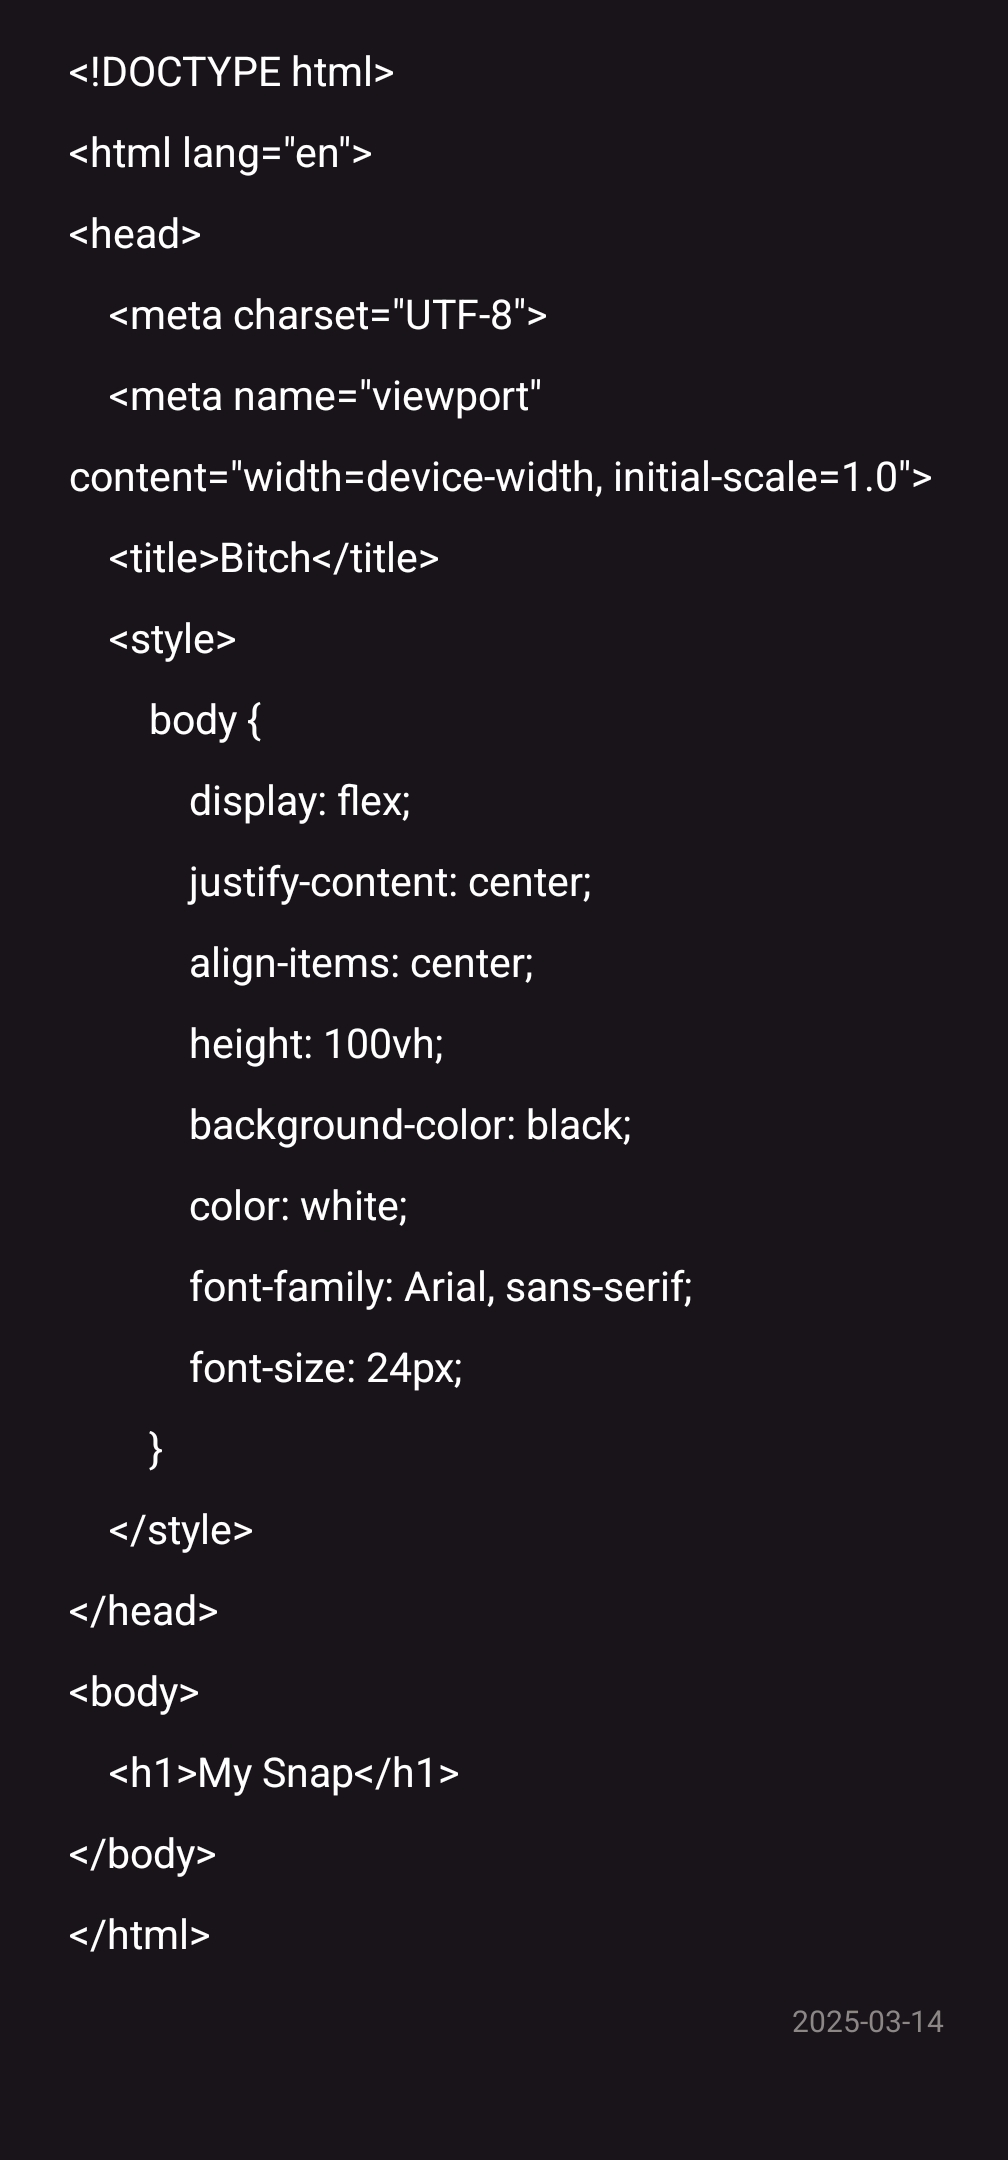 <!DOCTYPE html>
<html lang="en">
<head>
    <meta charset="UTF-8">
    <meta name="viewport"
content="width=device-width, initial-scale=1.0">
    <title>Bitch</title>
    <style>
        body {
            display: flex;
            justify-content: center;
            align-items: center;
            height: 100vh;
            background-color: black;
            color: white;
            font-family: Arial, sans-serif;
            font-size: 24px;
        }
    </style>
</head>
<body>
    <h1>My Snap</h1>
</body>
</html>
2025-03-14